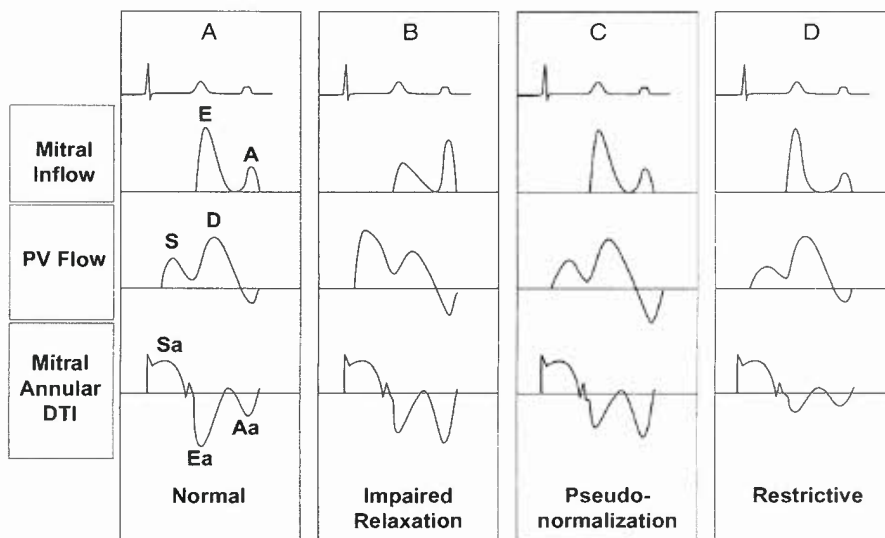 A
B
C
D
Mitral
Inflow
E
A
PV Flow
S
D
Mitral
Annular
DTI
Sa
Ea
Aa
Normal
Impaired
Relaxation
Pseudo-
normalization
Restrictive